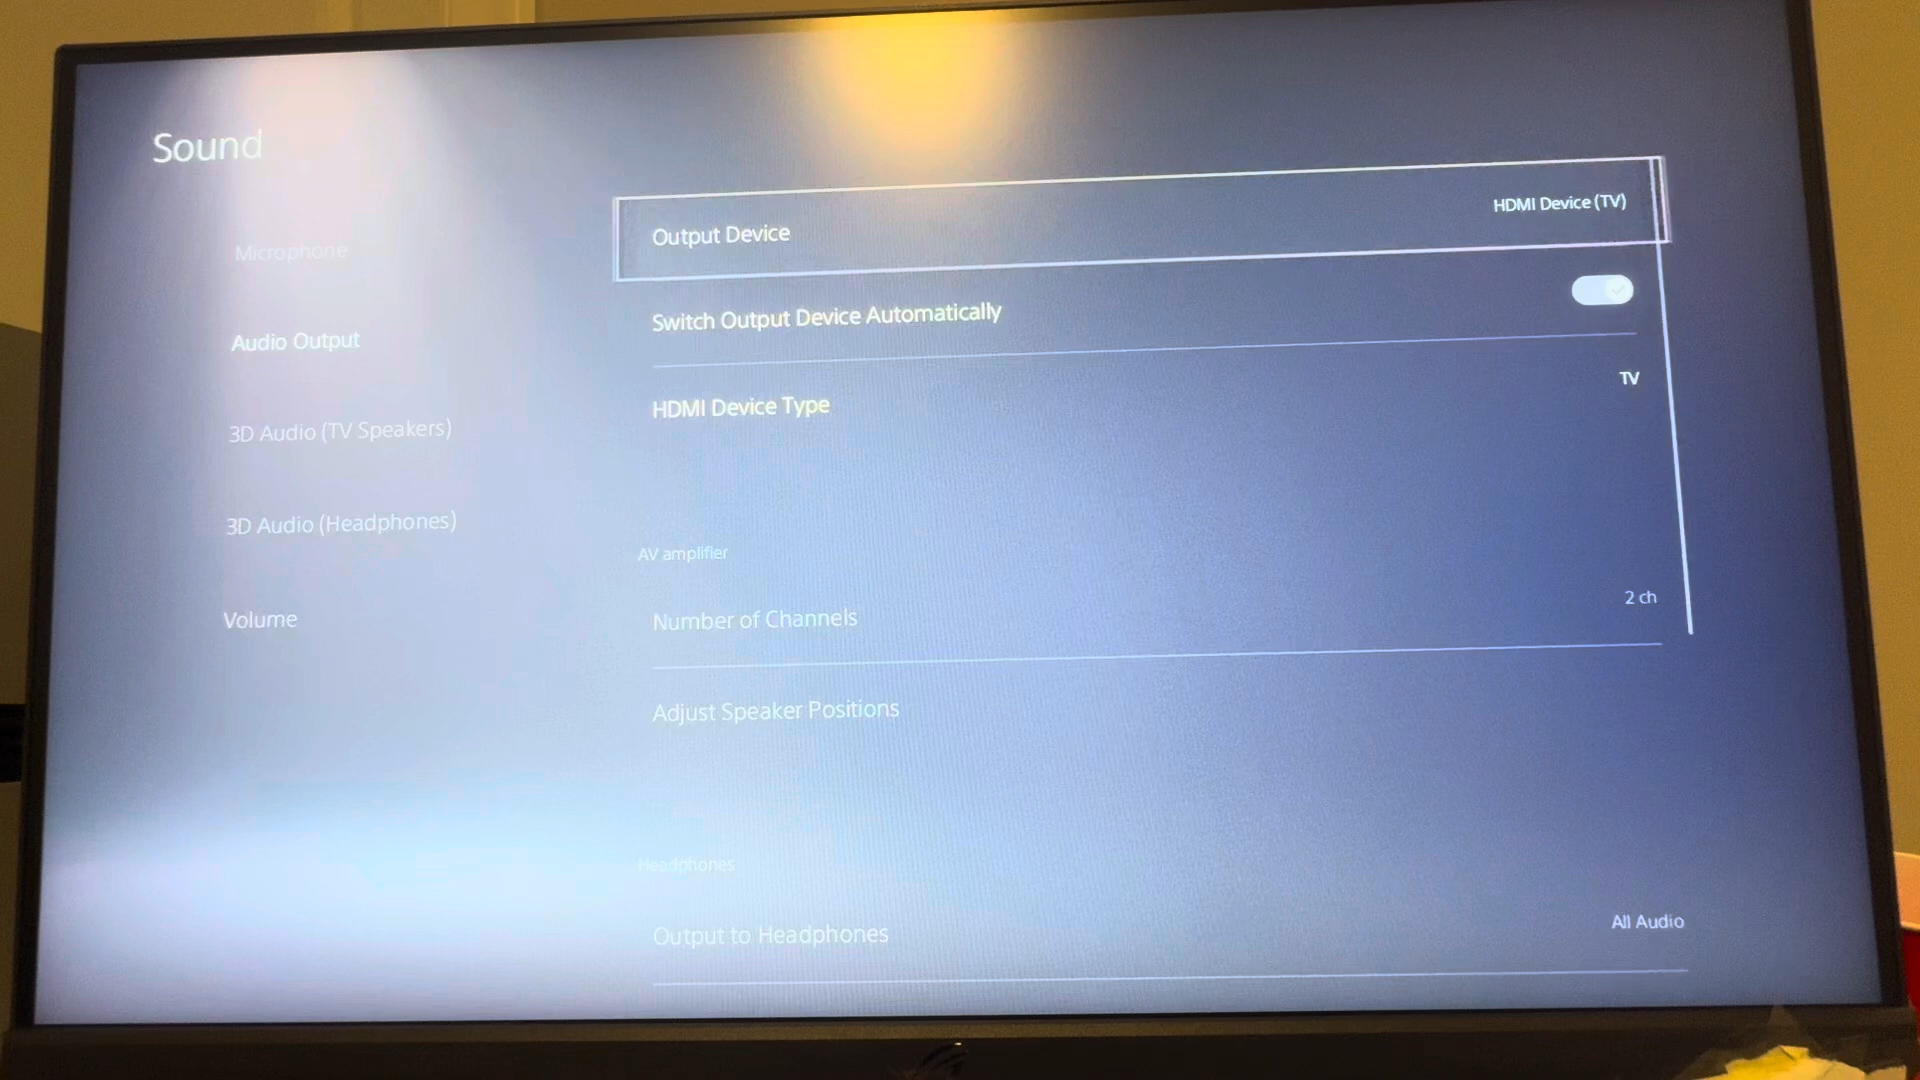 Sound
Microphone
Audio Output
3D Audio (TV Speakers)
3D Audio (Headphones)
Volume
Output Device
HDMI Device (TV)
Switch Output Device Automatically
HDMI Device Type
TV
AV amplifier
Number of Channels
2 ch
Adjust Speaker Positions
Headphones
Output to Headphones
All Audio